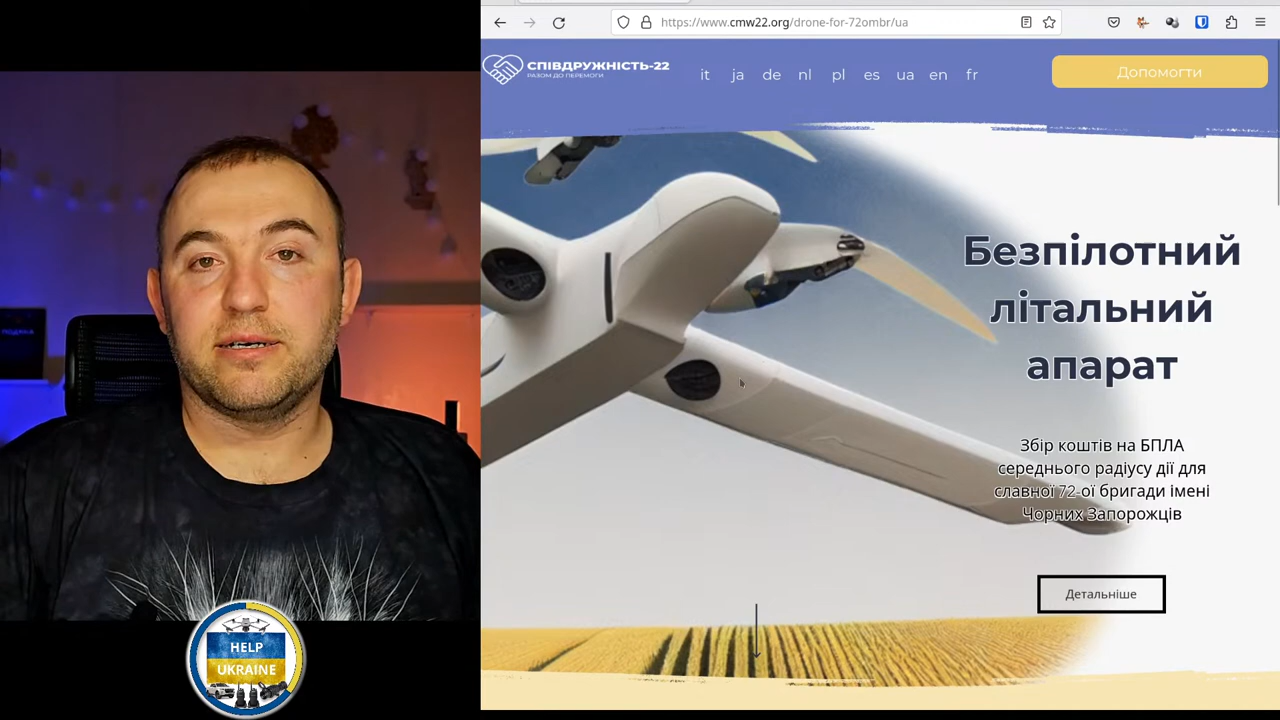 https://www.cmw22.org/drone-for-72ombr/ua
СПІВДРУЖНІСТЬ-22
РАЗОМ ДО ПЕРЕМОГИ
it ja de nl pl es ua en fr
Допомогти
Безпілотний
літальний
апарат
Збір коштів на БПЛА
середнього радіусу дії для
славної 72-ої бригади імені
Чорних Запорожців
Детальніше
HELP
UKRAINE